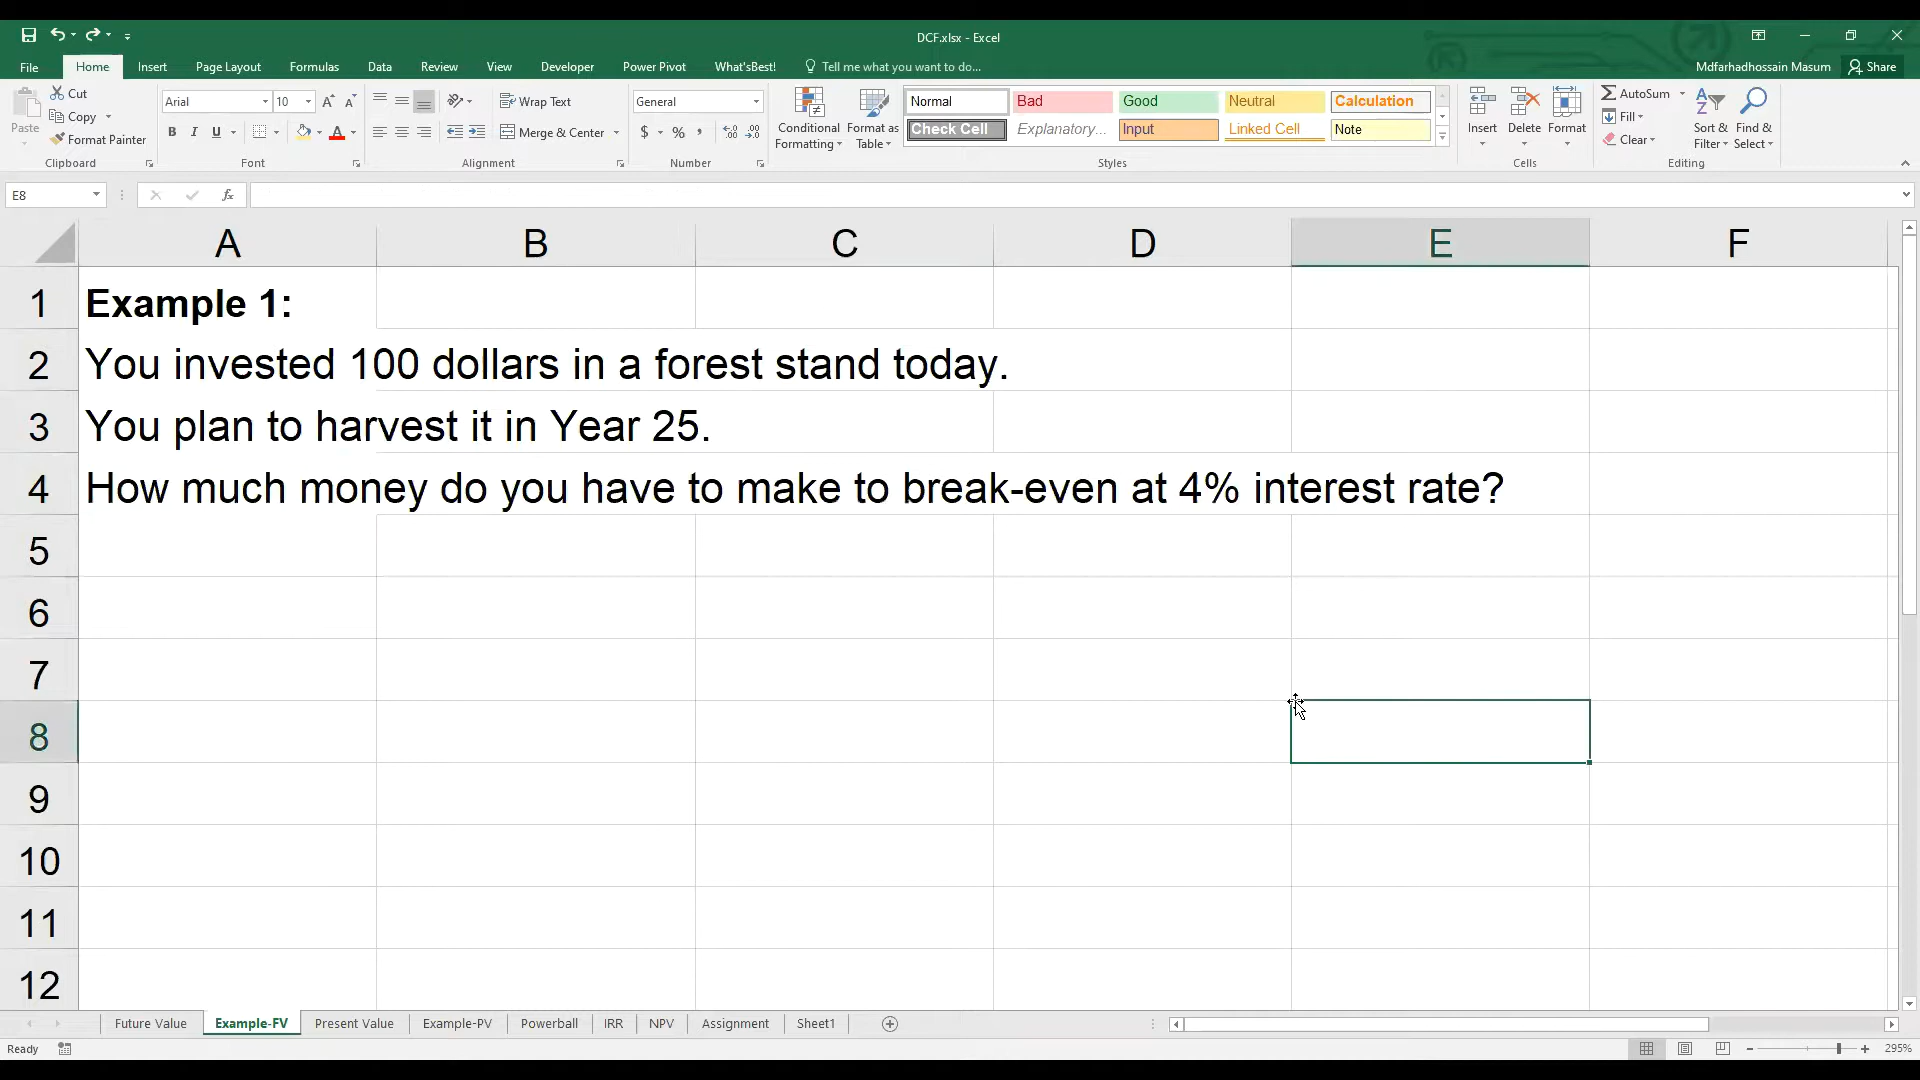 DCF.xlsx - Excel
File Home Insert Page Layout Formulas Data Review View Developer Power Pivot What'sBest! Tell me what you want to do... Mdfarhadhossain Masum Share
Paste
Cut
Copy
Format Painter
Clipboard
Arial 10
B I U
Font
Wrap Text
Merge & Center
Alignment
General
$ % ,
Number
Conditional Formatting
Format as Table
Normal Bad Good Neutral Calculation
Check Cell Explanatory... Input Linked Cell Note
Styles
Insert Delete Format
Cells
AutoSum
Fill
Clear
Sort & Filter
Find & Select
Editing
E8 fx
A B C D E F
1 Example 1:
2 You invested 100 dollars in a forest stand today.
3 You plan to harvest it in Year 25.
4 How much money do you have to make to break-even at 4% interest rate?
5
6
7
8
9
10
11
12
Future Value Example-FV Present Value Example-PV Powerball IRR NPV Assignment Sheet1
Ready 295%